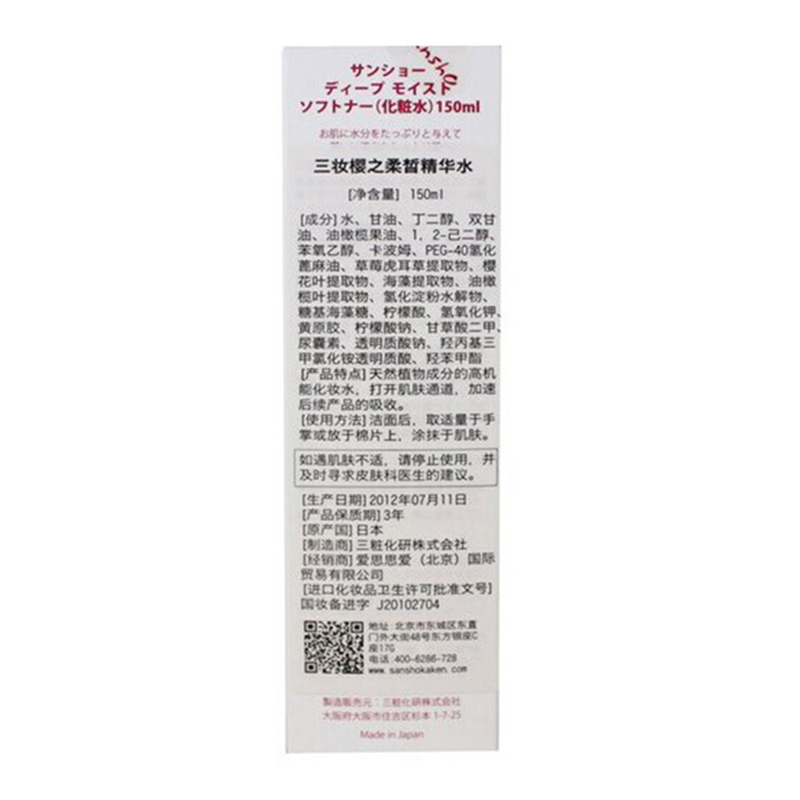 サンショー
ディープ モイスト
ソフトナー(化粧水)150ml
お肌に水分をたっぷりと与えて
三妆樱之柔皙精华水
[净含量] 150ml
[成分]水、甘油、丁二醇、双甘
油、油橄榄果油、1，2-己二醇、
苯氧乙醇、卡波姆、PEG-40氢化
蓖麻油、草莓虎耳草提取物、樱
花叶提取物、海藻提取物、油橄
榄叶提取物、氢化淀粉水解物、
糖基海藻糖、柠檬酸、氢氧化钾、
黄原胶、柠檬酸钠、甘草酸二甲、
尿囊素、透明质酸钠、羟丙基三
甲氯化铵透明质酸、羟苯甲酯
[产品特点]天然植物成分的高机
能化妆水，打开肌肤通道，加速
后续产品的吸收。
[使用方法]洁面后，取适量于手
掌或放于棉片上，涂抹于肌肤。
如遇肌肤不适，请停止使用，并
及时寻求皮肤科医生的建议。
[生产日期]2012年07月11日
[产品保质期]3年
[原产国]日本
[制造商]三粧化研株式会社
[经销商]爱思思爱（北京）国际
贸易有限公司
[进口化妆品卫生许可批准文号]
国妆备进字 J20102704
地址:北京市东城区东直
门外大街48号东方银座C
座17G
电话:400-6286-728
www.sanshokaken.com
製造販売元：三粧化研株式会社
大阪府大阪市住吉区杉本 1-7-25
Made in Japan